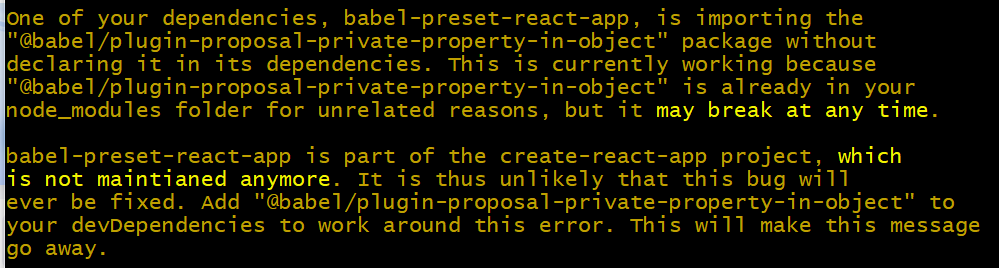 One of your dependencies, babel-preset-react-app, is importing the
"@babel/plugin-proposal-private-property-in-object" package without
declaring it in its dependencies. This is currently working because
"@babel/plugin-proposal-private-property-in-object" is already in your
node_modules folder for unrelated reasons, but it may break at any time.
babel-preset-react-app is part of the create-react-app project, which
is not maintianed anymore. It is thus unlikely that this bug will
ever be fixed. Add "@babel/plugin-proposal-private-property-in-object" to
your devDependencies to work around this error. This will make this message
go away.